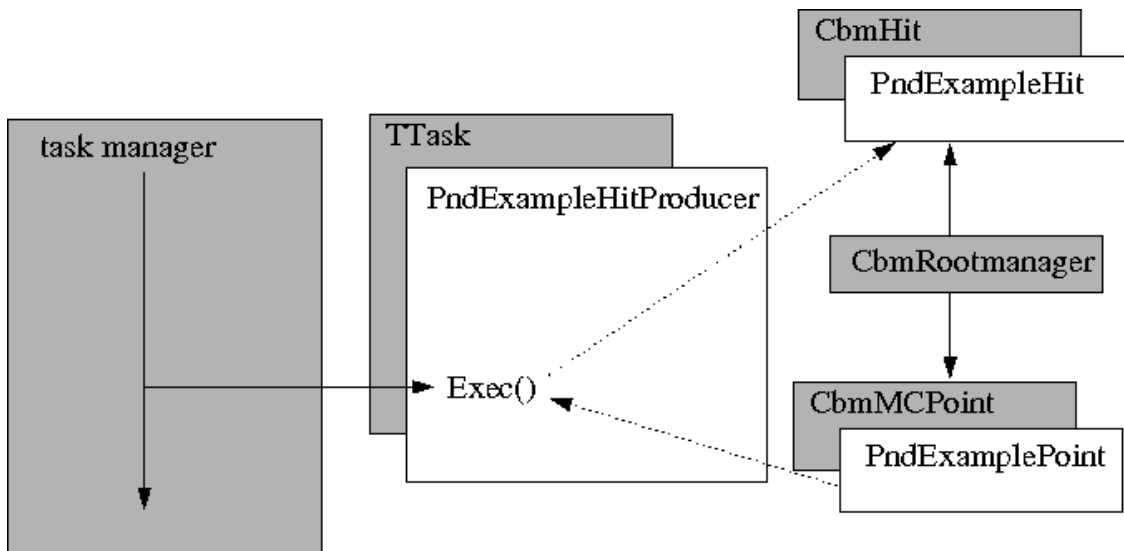 CbmHit
PndExampleHit
task manager
TTask
PndExampleHitProducer
CbmRootmanager
Exec()
CbmMCPoint
PndExamplePoint